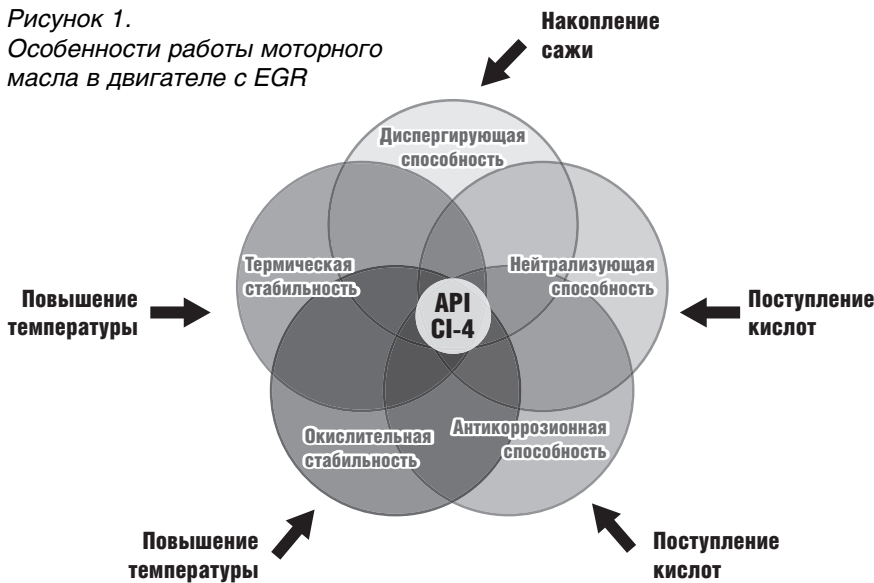 Рисунок 1.
Особенности работы моторного
масла в двигателе с EGR
Накопление
сажи
Диспергирующая
способность
Термическая
стабильность
Нейтрализующая
способность
Повышение
температуры
API
CI-4
Поступление
кислот
Окислительная
стабильность
Антикоррозионная
способность
Повышение
температуры
Поступление
кислот